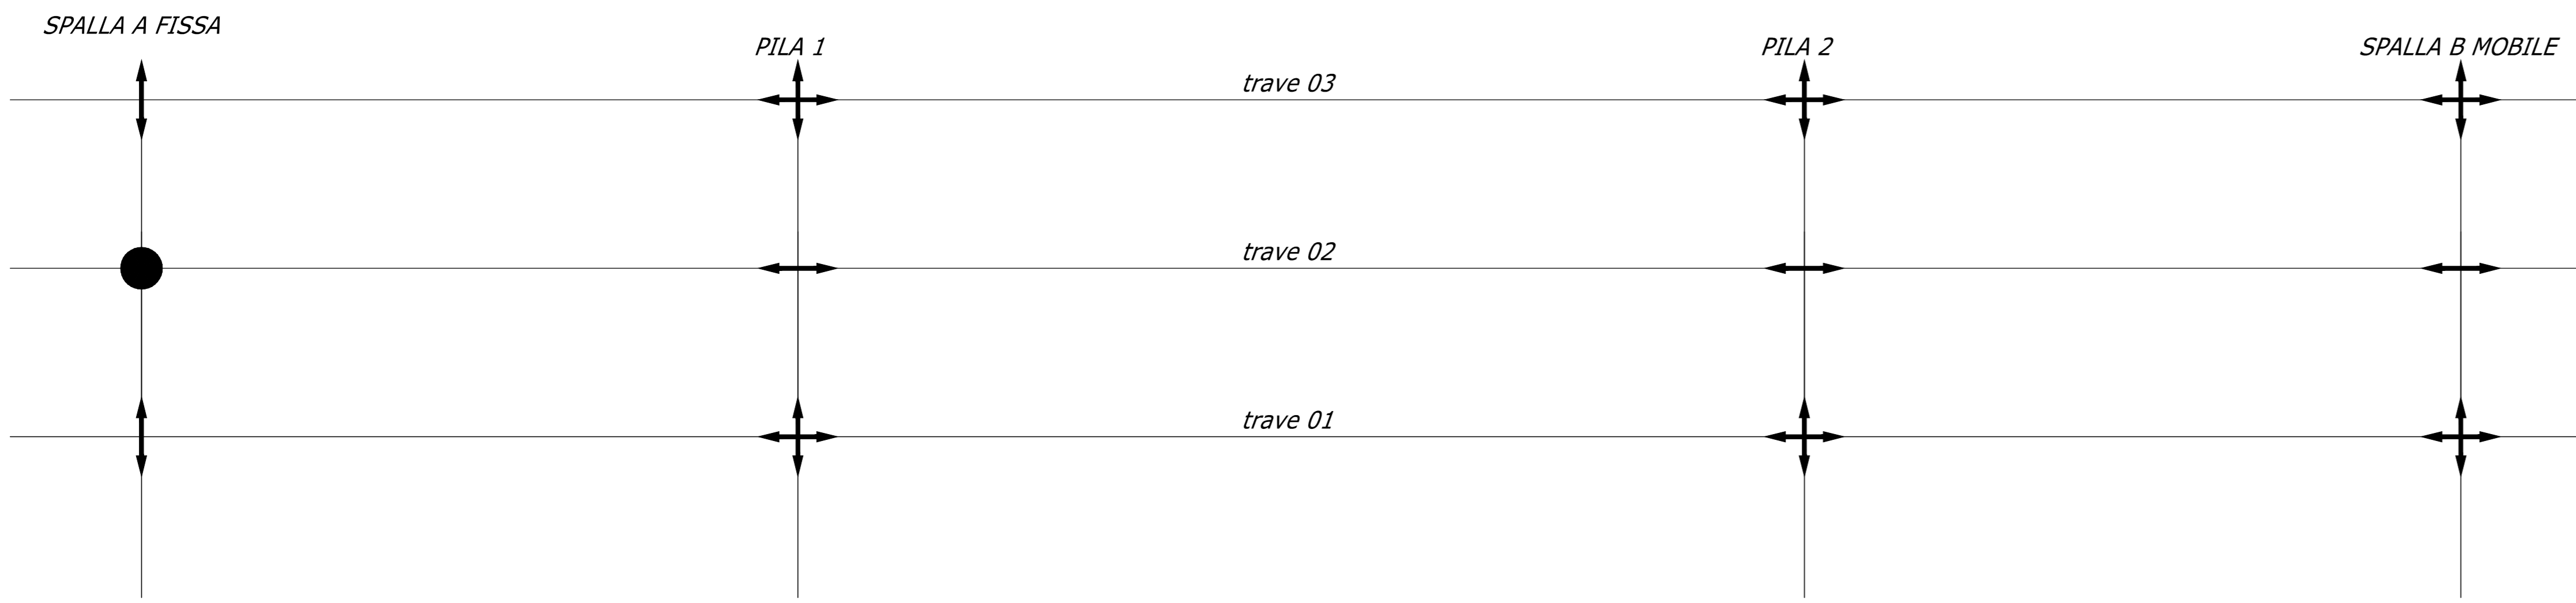 SPALLA A FISSA
PILA 1
PILA 2
SPALLA B MOBILE
trave 03
trave 02
trave 01